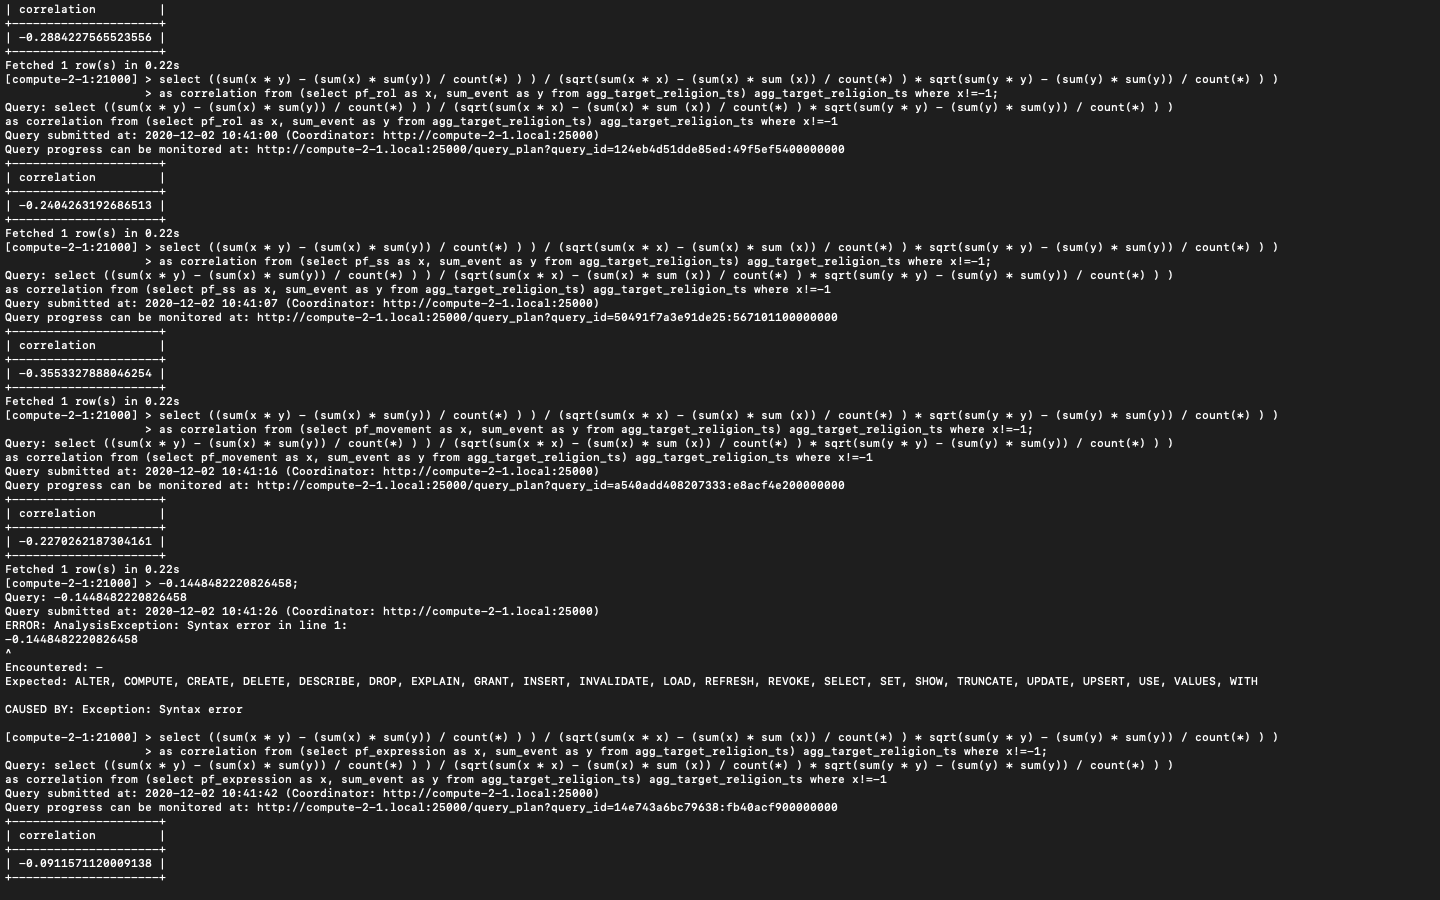 | correlation         |
+---------------------+
| -0.2884227565523556 |
+---------------------+
Fetched 1 row(s) in 0.22s
[compute-2-1:21000] > select ((sum(x * y) - (sum(x) * sum(y)) / count(*) ) ) / (sqrt(sum(x * x) - (sum(x) * sum (x)) / count(*) ) * sqrt(sum(y * y) - (sum(y) * sum(y)) / count(*) ) )
                    > as correlation from (select pf_rol as x, sum_event as y from agg_target_religion_ts) agg_target_religion_ts where x!=-1;
Query: select ((sum(x * y) - (sum(x) * sum(y)) / count(*) ) ) / (sqrt(sum(x * x) - (sum(x) * sum (x)) / count(*) ) * sqrt(sum(y * y) - (sum(y) * sum(y)) / count(*) ) )
as correlation from (select pf_rol as x, sum_event as y from agg_target_religion_ts) agg_target_religion_ts where x!=-1
Query submitted at: 2020-12-02 10:41:00 (Coordinator: http://compute-2-1.local:25000)
Query progress can be monitored at: http://compute-2-1.local:25000/query_plan?query_id=124eb4d51dde85ed:49f5ef5400000000
+---------------------+
| correlation         |
+---------------------+
| -0.2404263192686513 |
+---------------------+
Fetched 1 row(s) in 0.22s
[compute-2-1:21000] > select ((sum(x * y) - (sum(x) * sum(y)) / count(*) ) ) / (sqrt(sum(x * x) - (sum(x) * sum (x)) / count(*) ) * sqrt(sum(y * y) - (sum(y) * sum(y)) / count(*) ) )
                    > as correlation from (select pf_ss as x, sum_event as y from agg_target_religion_ts) agg_target_religion_ts where x!=-1;
Query: select ((sum(x * y) - (sum(x) * sum(y)) / count(*) ) ) / (sqrt(sum(x * x) - (sum(x) * sum (x)) / count(*) ) * sqrt(sum(y * y) - (sum(y) * sum(y)) / count(*) ) )
as correlation from (select pf_ss as x, sum_event as y from agg_target_religion_ts) agg_target_religion_ts where x!=-1
Query submitted at: 2020-12-02 10:41:07 (Coordinator: http://compute-2-1.local:25000)
Query progress can be monitored at: http://compute-2-1.local:25000/query_plan?query_id=50491f7a3e91de25:567101100000000
+---------------------+
| correlation         |
+---------------------+
| -0.3553327888046254 |
+---------------------+
Fetched 1 row(s) in 0.22s
[compute-2-1:21000] > select ((sum(x * y) - (sum(x) * sum(y)) / count(*) ) ) / (sqrt(sum(x * x) - (sum(x) * sum (x)) / count(*) ) * sqrt(sum(y * y) - (sum(y) * sum(y)) / count(*) ) )
                    > as correlation from (select pf_movement as x, sum_event as y from agg_target_religion_ts) agg_target_religion_ts where x!=-1;
Query: select ((sum(x * y) - (sum(x) * sum(y)) / count(*) ) ) / (sqrt(sum(x * x) - (sum(x) * sum (x)) / count(*) ) * sqrt(sum(y * y) - (sum(y) * sum(y)) / count(*) ) )
as correlation from (select pf_movement as x, sum_event as y from agg_target_religion_ts) agg_target_religion_ts where x!=-1
Query submitted at: 2020-12-02 10:41:16 (Coordinator: http://compute-2-1.local:25000)
Query progress can be monitored at: http://compute-2-1.local:25000/query_plan?query_id=a540add408207333:e8acf4e200000000
+---------------------+
| correlation         |
+---------------------+
| -0.2270262187304161 |
+---------------------+
Fetched 1 row(s) in 0.22s
[compute-2-1:21000] > -0.1448482220826458;
Query: -0.1448482220826458
Query submitted at: 2020-12-02 10:41:26 (Coordinator: http://compute-2-1.local:25000)
ERROR: AnalysisException: Syntax error in line 1:
-0.1448482220826458
^
Encountered: -
Expected: ALTER, COMPUTE, CREATE, DELETE, DESCRIBE, DROP, EXPLAIN, GRANT, INSERT, INVALIDATE, LOAD, REFRESH, REVOKE, SELECT, SET, SHOW, TRUNCATE, UPDATE, UPSERT, USE, VALUES, WITH

CAUSED BY: Exception: Syntax error

[compute-2-1:21000] > select ((sum(x * y) - (sum(x) * sum(y)) / count(*) ) ) / (sqrt(sum(x * x) - (sum(x) * sum (x)) / count(*) ) * sqrt(sum(y * y) - (sum(y) * sum(y)) / count(*) ) )
                    > as correlation from (select pf_expression as x, sum_event as y from agg_target_religion_ts) agg_target_religion_ts where x!=-1;
Query: select ((sum(x * y) - (sum(x) * sum(y)) / count(*) ) ) / (sqrt(sum(x * x) - (sum(x) * sum (x)) / count(*) ) * sqrt(sum(y * y) - (sum(y) * sum(y)) / count(*) ) )
as correlation from (select pf_expression as x, sum_event as y from agg_target_religion_ts) agg_target_religion_ts where x!=-1
Query submitted at: 2020-12-02 10:41:42 (Coordinator: http://compute-2-1.local:25000)
Query progress can be monitored at: http://compute-2-1.local:25000/query_plan?query_id=14e743a6bc79638:fb40acf900000000
+---------------------+
| correlation         |
+---------------------+
| -0.0911571120009138 |
+---------------------+